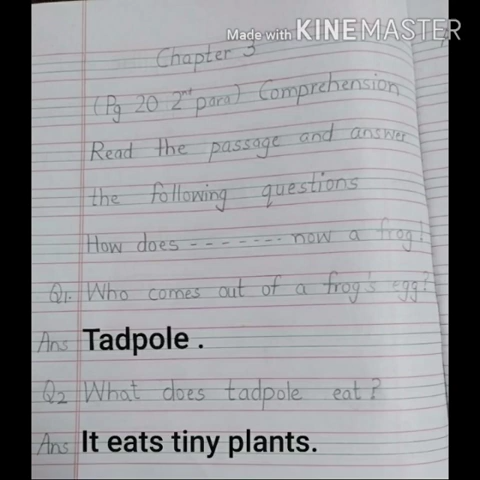 Made with KINEMASTER
Chapter 3
(Pg 20 2nd para) Comprehension
Read the passage and answer
the following questions
How does ------- now a frog!
Q1. Who comes out of a frog's egg?
Ans Tadpole .
Q2 What does tadpole eat?
Ans It eats tiny plants.